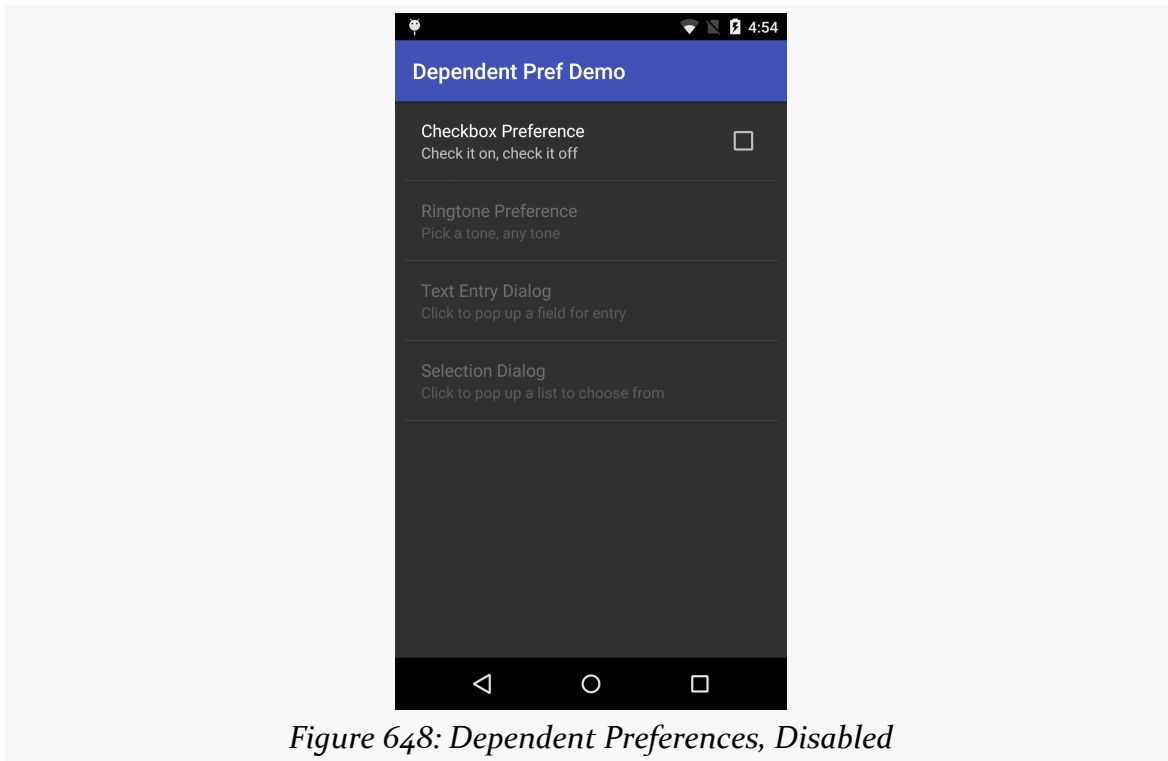 4:54
Dependent Pref Demo
Checkbox Preference
Check it on, check it off
Ringtone Preference
Pick a tone, any tone
Text Entry Dialog
Click to pop up a field for entry
Selection Dialog
Click to pop up a list to choose from
Figure 648: Dependent Preferences, Disabled